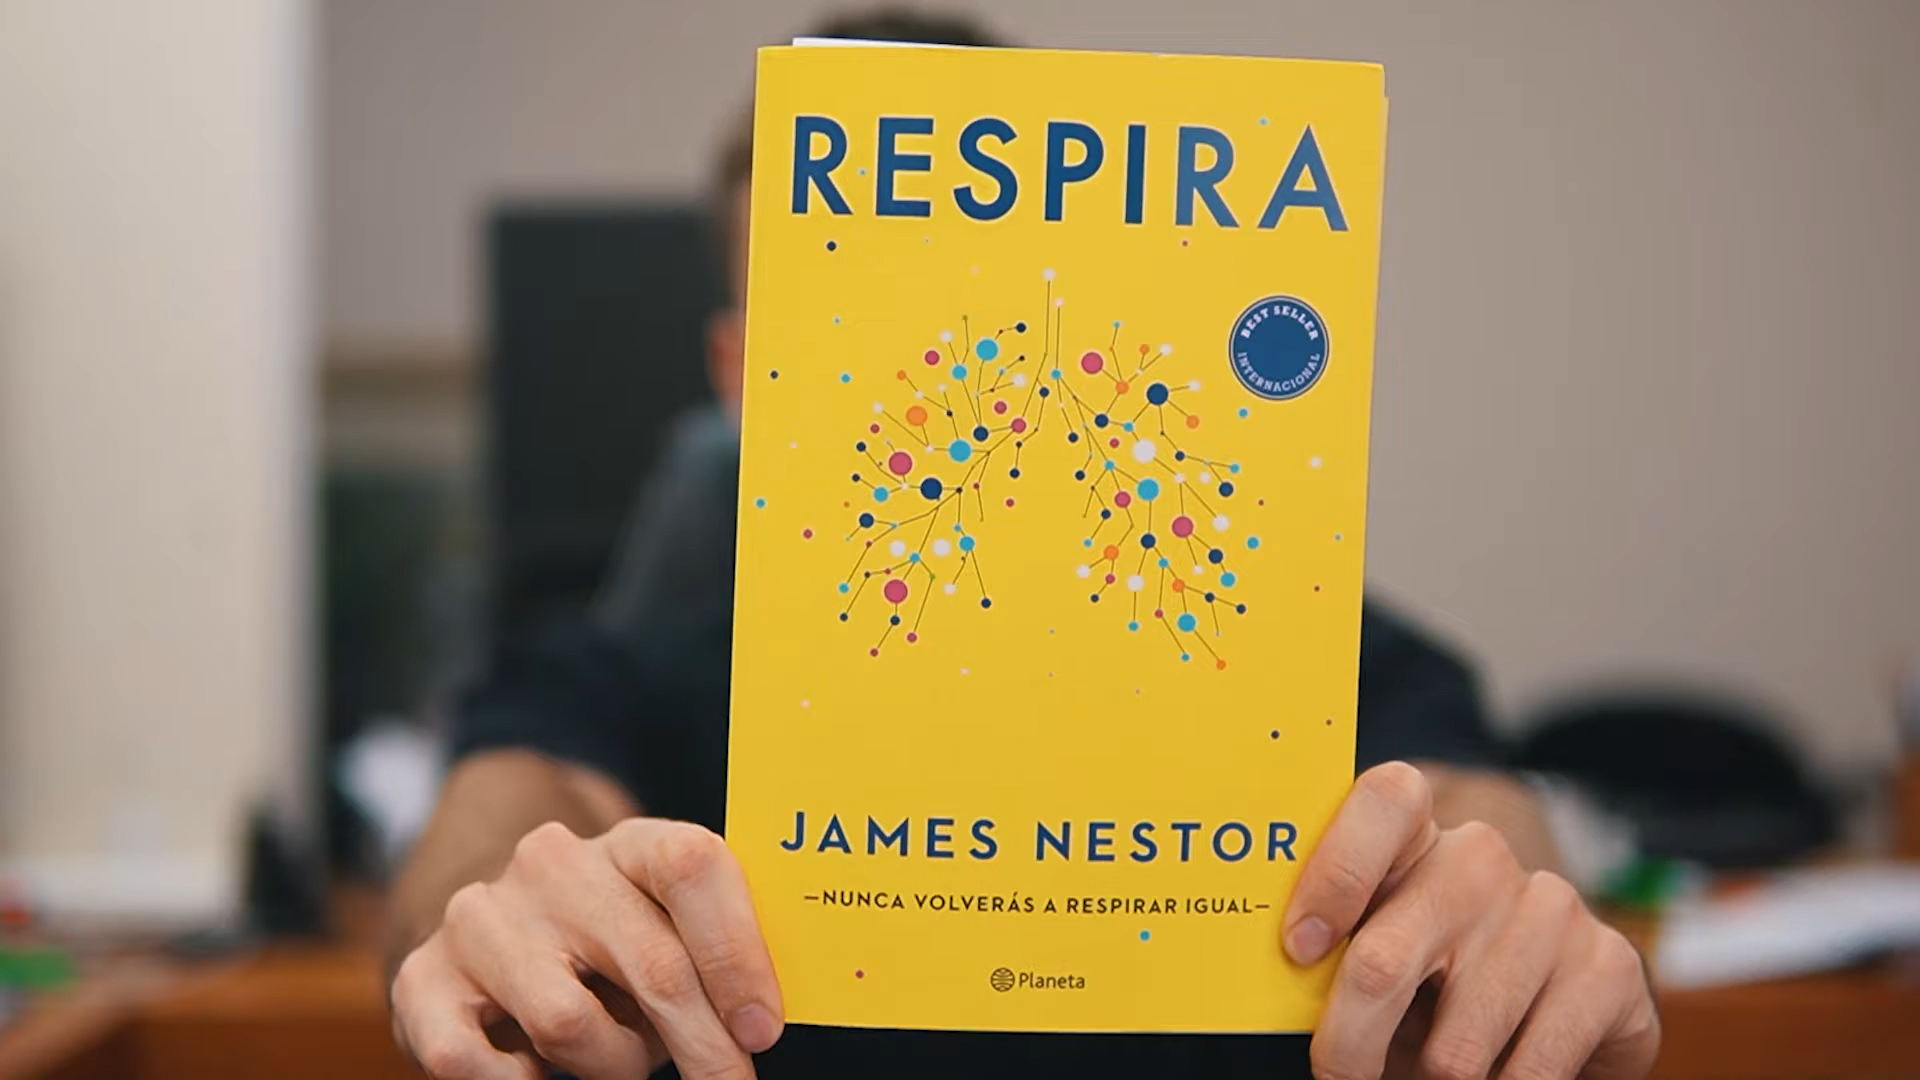 RESPIRA
BEST SELLER
INTERNACIONAL
JAMES NESTOR
—NUNCA VOLVERÁS A RESPIRAR IGUAL—
Planeta